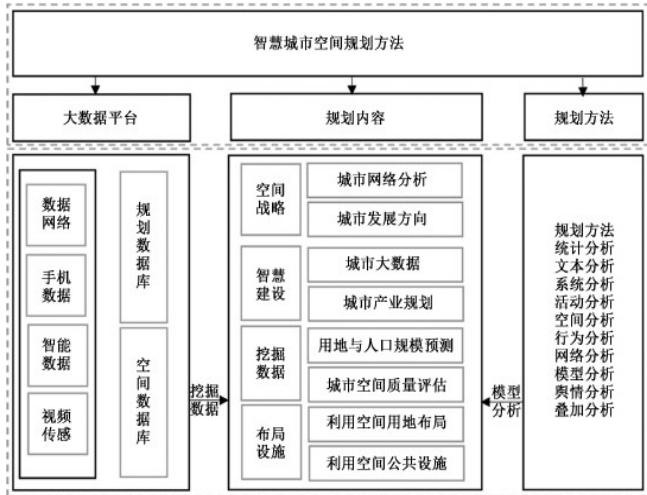 智慧城市空间规划方法
大数据平台
规划内容
规划方法
数据
网络
手机
数据
智能
数据
视频
传感
规划数据库
空间数据库
挖掘
数据
空间
战略
城市网络分析
城市发展方向
智慧
建设
城市大数据
城市产业规划
挖掘
数据
用地与人口规模预测
城市空间质量评估
布局
设施
利用空间用地布局
利用空间公共设施
模型
分析
规划方法
统计分析
文本分析
系统分析
活动分析
空间分析
行为分析
网络分析
模型分析
舆情分析
叠加分析